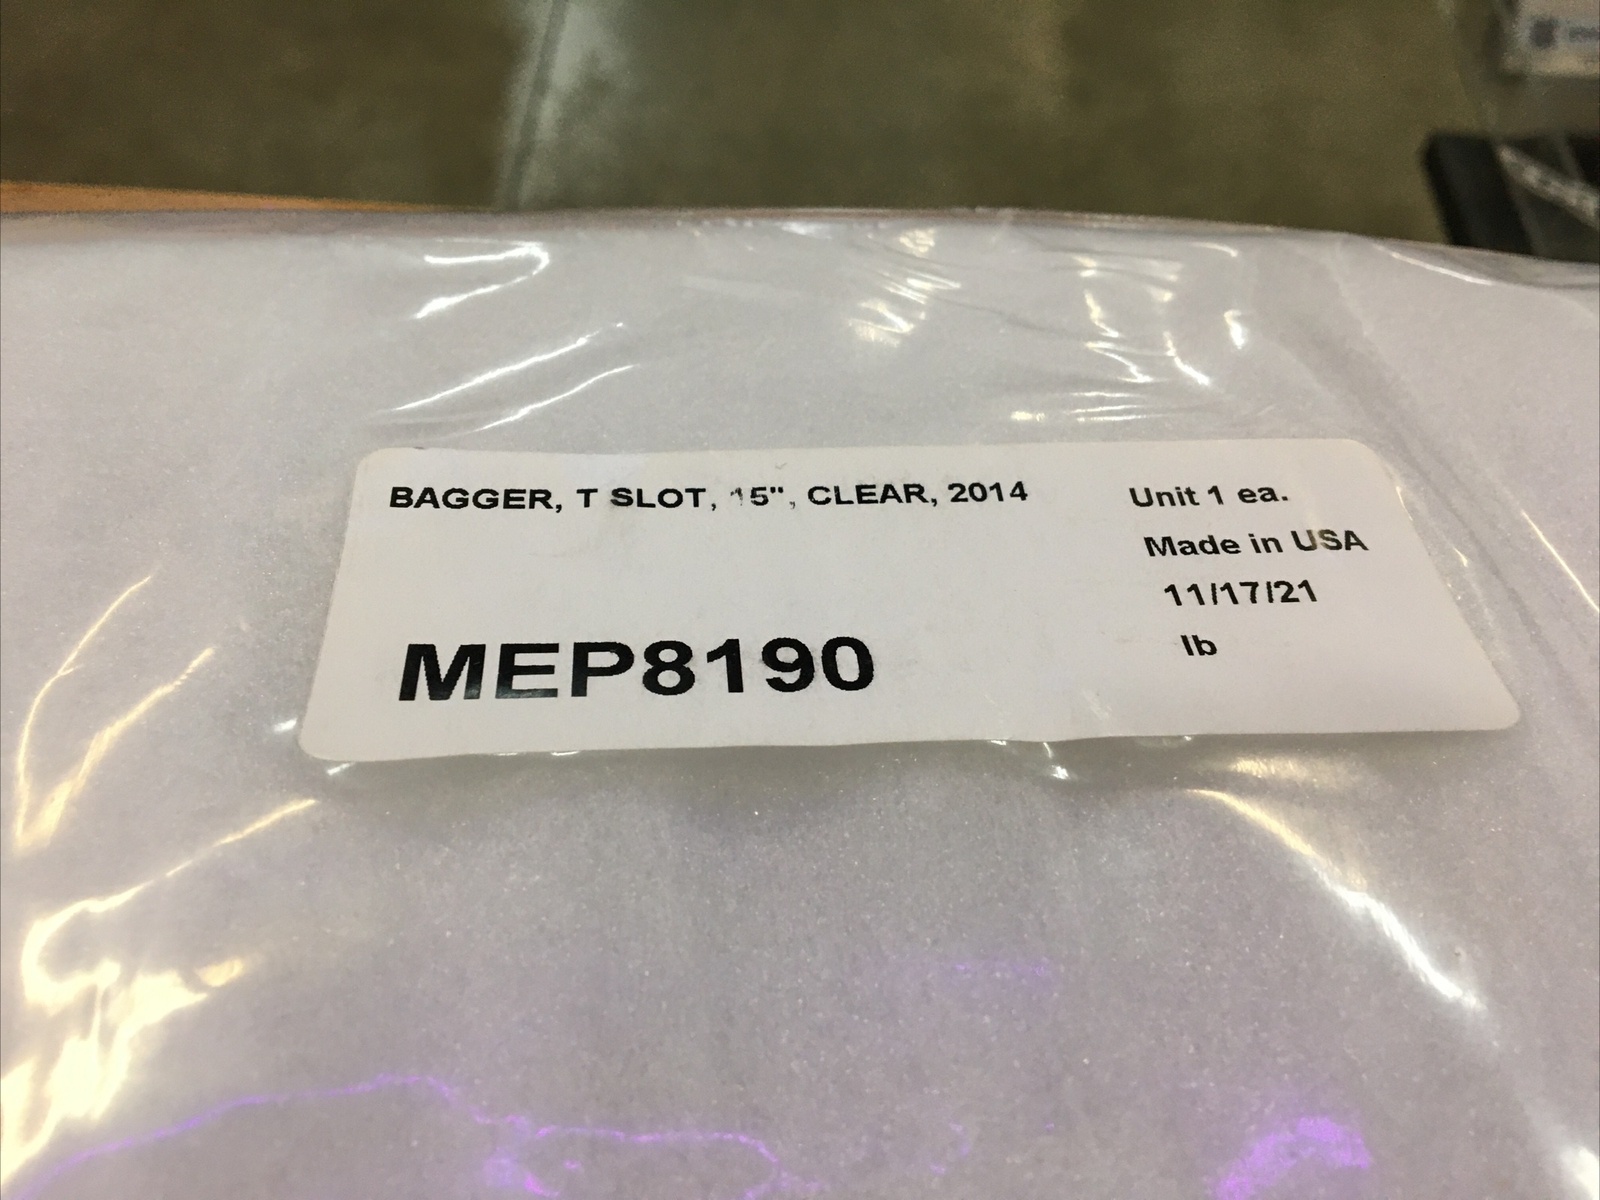 BAGGER, T SLOT, 15", CLEAR, 2014
MEP8190
Unit 1 ea.
Made in USA
11/17/21
lb